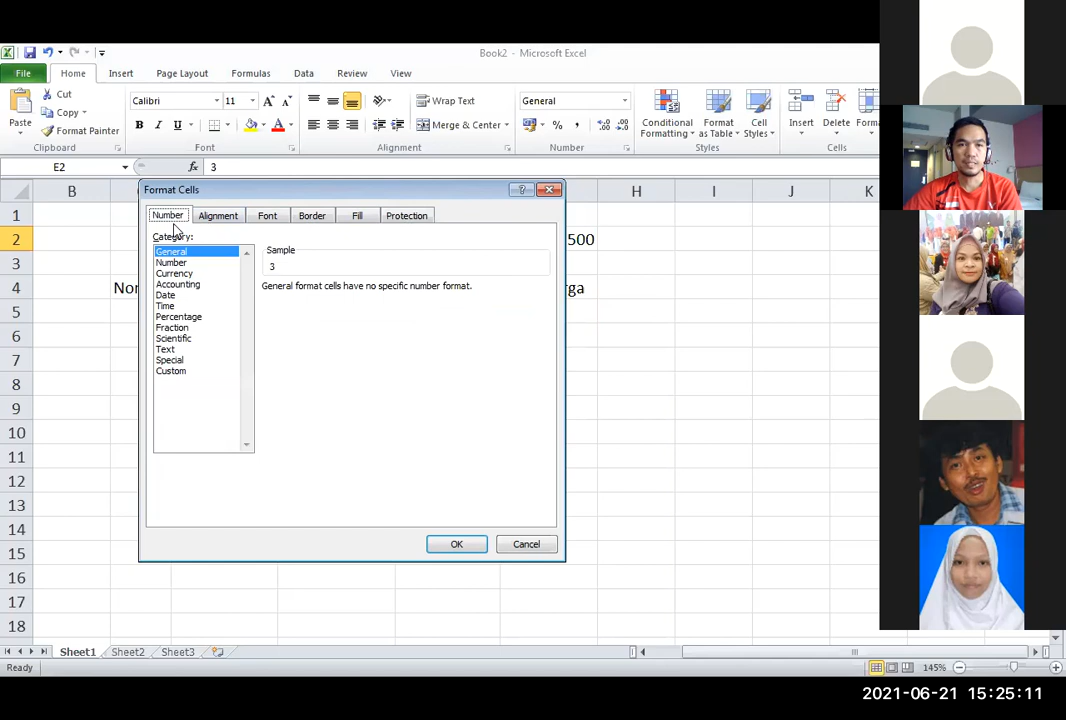 Book2 - Microsoft Excel
File Home Insert Page Layout Formulas Data Review View
Cut
Copy
Format Painter
Paste
Clipboard
Calibri 11
A A
B I U A
Font
Wrap Text
Merge & Center
Alignment
General
% ,
Number
Conditional Formatting
Format as Table
Cell Styles
Styles
Insert Delete Forma
Cells
E2 fx 3
B H I J K
Format Cells
Number Alignment Font Border Fill Protection
Category:
General
Number
Currency
Accounting
Date
Time
Percentage
Fraction
Scientific
Text
Special
Custom
Sample
3
General format cells have no specific number format.
OK Cancel
1
2 500
3
4 Nor rga
5
6
7
8
9
10
11
12
13
14
15
16
17
18
Sheet1 Sheet2 Sheet3
Ready 145%
2021-06-21 15:25:11